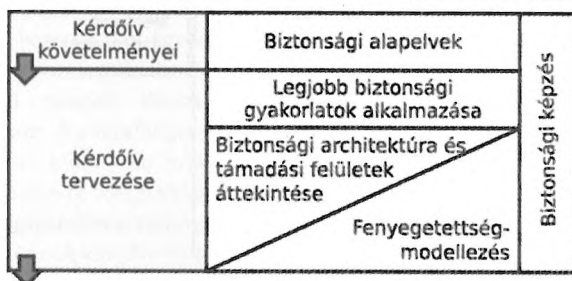 Kérdőív
követelményei
Biztonsági alapelvek
Legjobb biztonsági
gyakorlatok alkalmazása
Kérdőív
tervezése
Biztonsági architektúra és
támadási felületek
áttekintése
Fenyegetettség-
modellezés
Biztonsági képzés